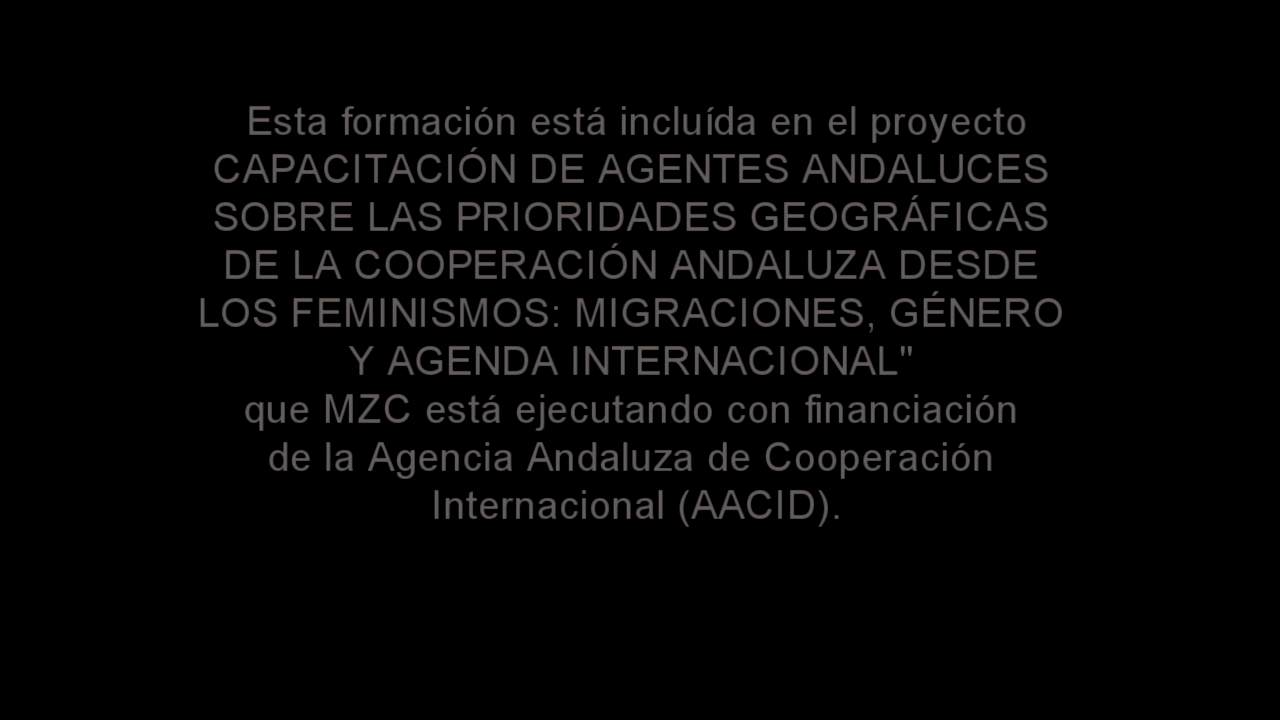 Esta formación está incluída en el proyecto
CAPACITACIÓN DE AGENTES ANDALUCES
SOBRE LAS PRIORIDADES GEOGRÁFICAS
DE LA COOPERACIÓN ANDALUZA DESDE
LOS FEMINISMOS: MIGRACIONES, GÉNERO
Y AGENDA INTERNACIONAL"
que MZC está ejecutando con financiación
de la Agencia Andaluza de Cooperación
Internacional (AACID).